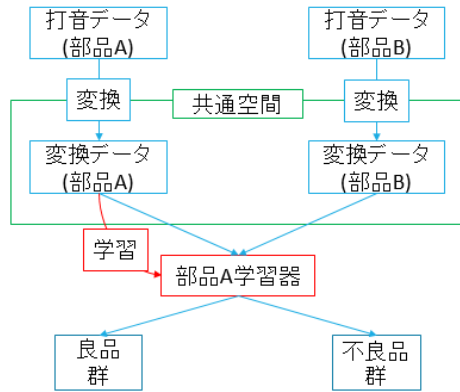 打音データ
(部品A)
打音データ
(部品B)
変換
共通空間
変換
変換データ
(部品A)
変換データ
(部品B)
学習
部品A学習器
良品
群
不良品
群